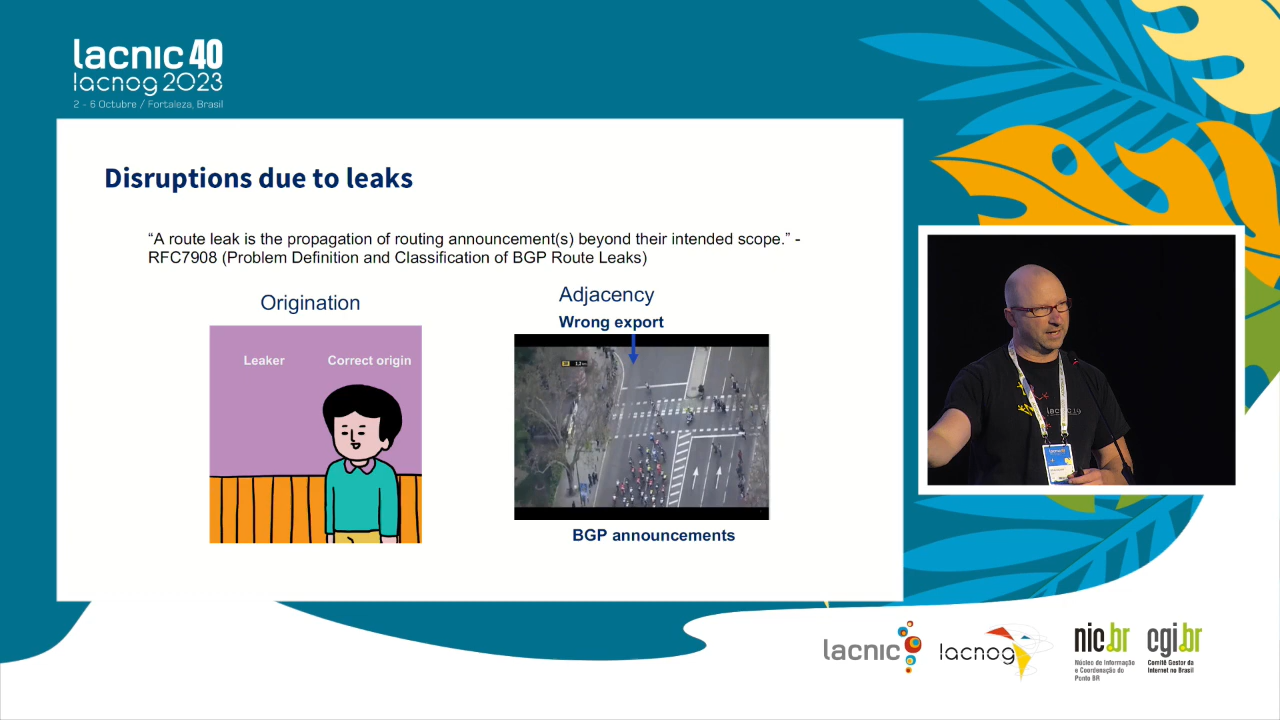 lacnic 40
lacnog 2023
2 - 6 Octubre / Fortaleza, Brasil
Disruptions due to leaks
“A route leak is the propagation of routing announcement(s) beyond their intended scope.” -
RFC7908 (Problem Definition and Classification of BGP Route Leaks)
Origination
Adjacency
Wrong export
Leaker
Correct origin
BGP announcements
lacnic
lacnog
nic.br
Núcleo de Informação
e Coordenação do
Ponto BR
cgi.br
Comitê Gestor da
Internet no Brasil